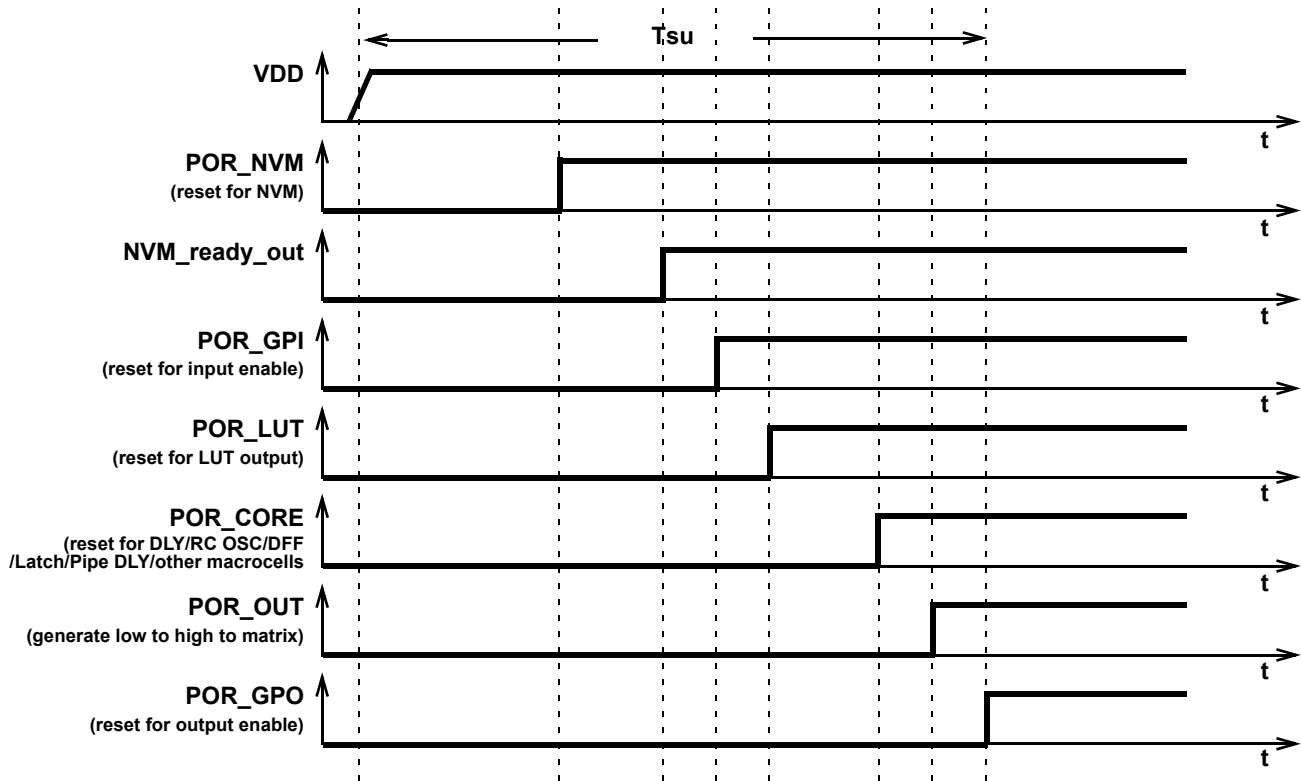 Tsu
VDD
t
POR_NVM
(reset for NVM)
t
NVM_ready_out
t
POR_GPI
(reset for input enable)
t
POR_LUT
(reset for LUT output)
t
POR_CORE
(reset for DLY/RC OSC/DFF
/Latch/Pipe DLY/other macrocells
t
POR_OUT
(generate low to high to matrix)
t
POR_GPO
(reset for output enable)
t